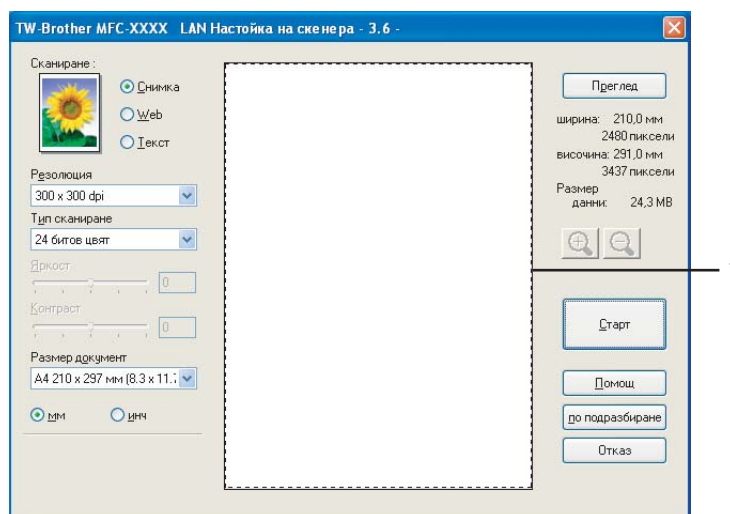 TW-Brother MFC-XXXX LAN Настойка на скенера - 3.6 -
Сканиране :
Снимка
Web
Текст
Резолюция
300 x 300 dpi
Тип сканиране
24 битов цвят
Яркост
0
Контраст
0
Размер документ
A4 210 x 297 мм (8.3 x 11.7
мм
инч
Преглед
ширина: 210,0 мм
2480 пиксели
височина: 291,0 мм
3437 пиксели
Размер
данни: 24,3 MB
Старт
Помощ
по подразбиране
Отказ